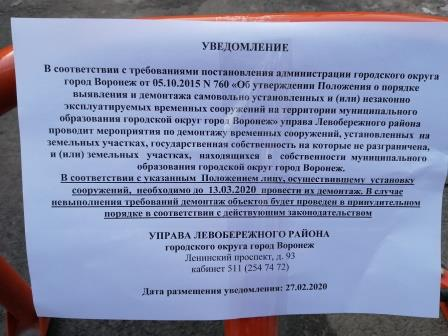 УВЕДОМЛЕНИЕ
В соответствии с требованиями постановления администрации городского округа
город Воронеж от 05.10.2015 N 760 «Об утверждении Положения о порядке
выявления и демонтажа самовольно установленных и (или) незаконно
эксплуатируемых временных сооружений на территории муниципального
образования городской округ город Воронеж» управа Левобережного района
проводит мероприятия по демонтажу временных сооружений, установленных на
земельных участках, государственная собственность на которые не разграничена,
и (или) земельных участках, находящихся в собственности муниципального
образования городской округ город Воронеж.
В соответствии с указанным Положением лицу, осуществившему установку
сооружений, необходимо до 13.03.2020 провести их демонтаж. В случае
невыполнения требований демонтаж объектов будет проведен в принудительном
порядке в соответствии с действующим законодательством
УПРАВА ЛЕВОБЕРЕЖНОГО РАЙОНА
городского округа город Воронеж
Ленинский проспект, д. 93
кабинет 511 (254 74 72)
Дата размещения уведомления: 27.02.2020